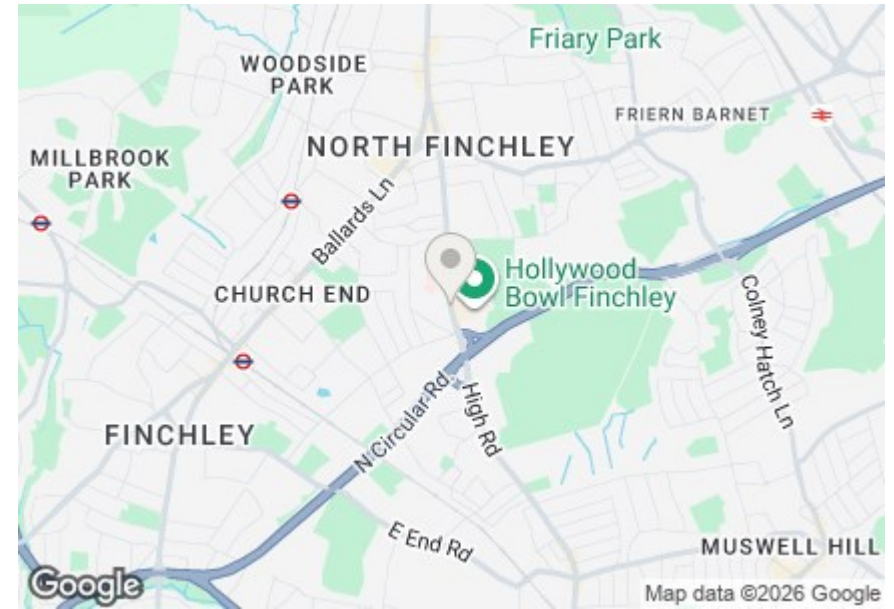 Friary Park
WOODSIDE
PARK
FRIERN BARNET
NORTH FINCHLEY
MILLBROOK
PARK
Ballards Ln
Hollywood
Bowl Finchley
CHURCH END
Colney Hatch Ln
N Circular Rd
High Rd
FINCHLEY
E End Rd
MUSWELL HILL
Google
Map data ©2026 Google